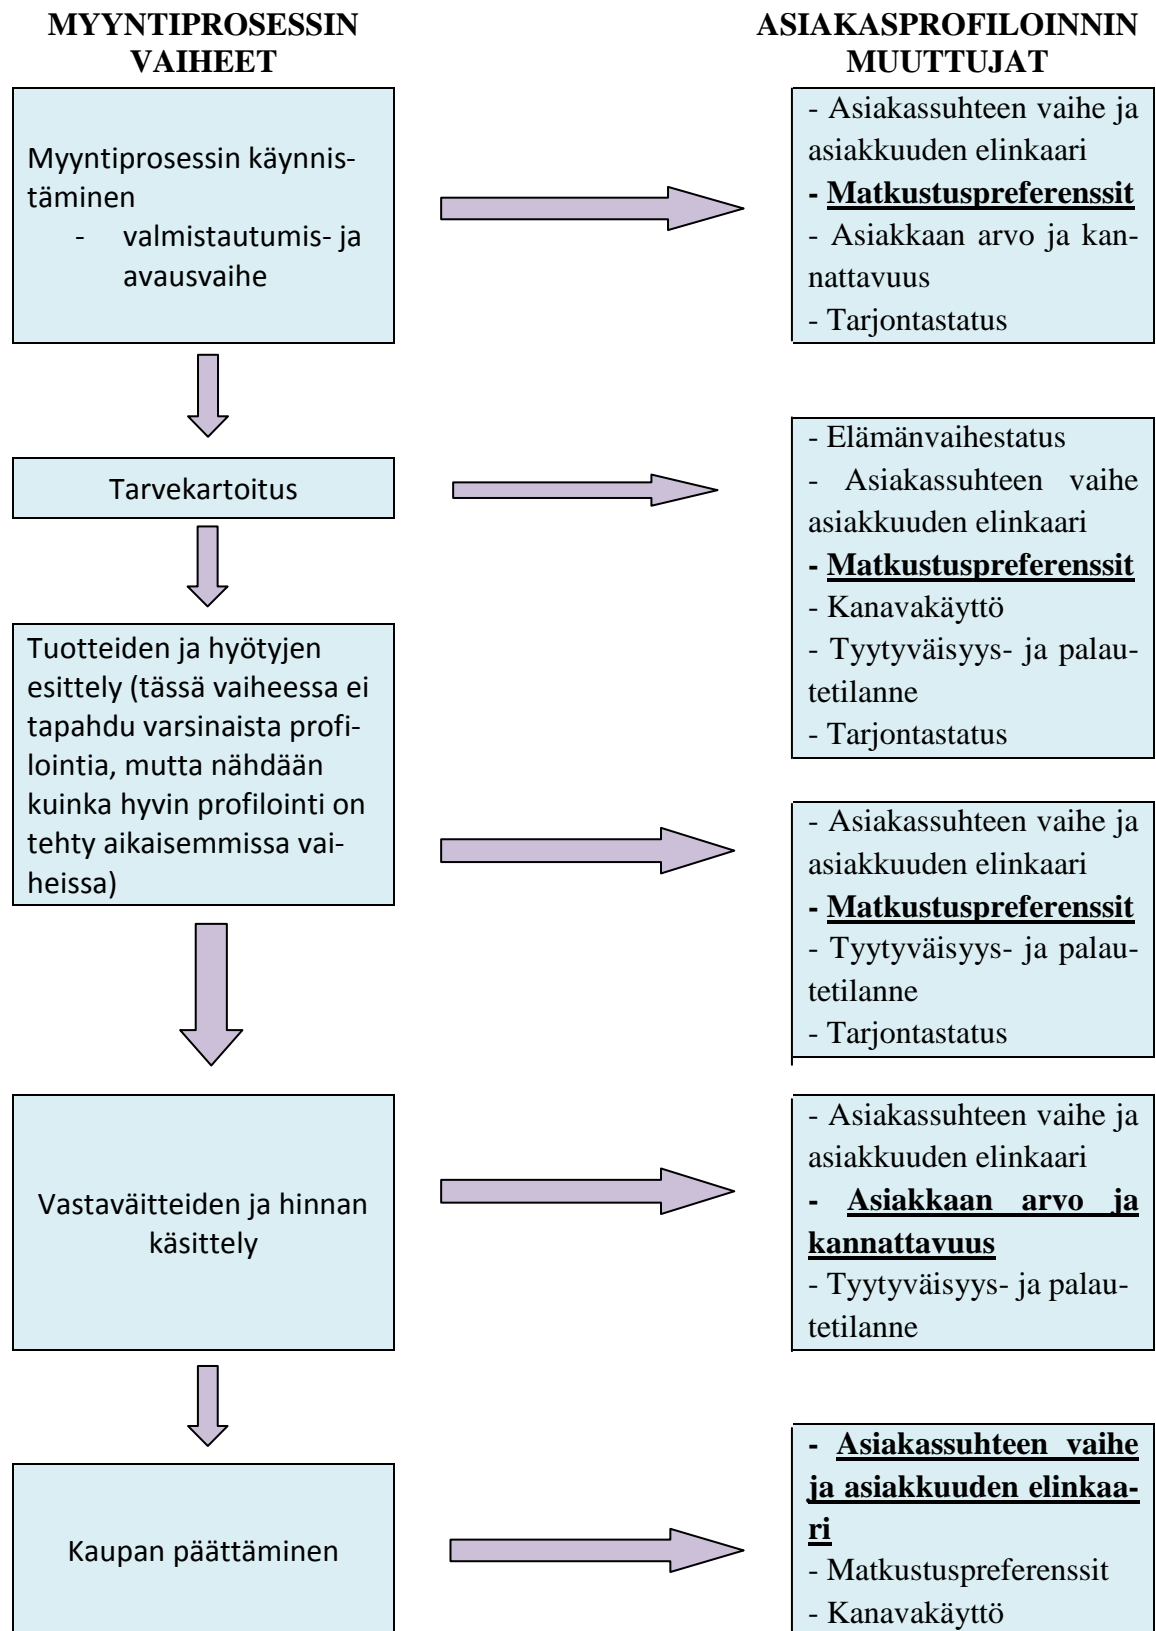 MYYNTIPROSESSIN
VAIHEET
ASIAKASPROFILOINNIN
MUUTTUJAT
Myyntiprosessin käynnis-
täminen
- valmistautumis- ja
avausvaihe
- Asiakassuhteen vaihe ja
asiakkuuden elinkaari
- Matkustuspreferenssit
- Asiakkaan arvo ja kan-
nattavuus
- Tarjontastatus
Tarvekartoitus
- Elämänvaihestatus
- Asiakassuhteen vaihe
asiakkuuden elinkaari
- Matkustuspreferenssit
- Kanavakäyttö
- Tyytyväisyys- ja palau-
tetilanne
- Tarjontastatus
Tuotteiden ja hyötyjen
esittely (tässä vaiheessa ei
tapahdu varsinaista profi-
lointia, mutta nähdään
kuinka hyvin profilointi on
tehty aikaisemmissa vai-
heissa)
- Asiakassuhteen vaihe ja
asiakkuuden elinkaari
- Matkustuspreferenssit
- Tyytyväisyys- ja palau-
tetilanne
- Tarjontastatus
Vastaväitteiden ja hinnan
käsittely
- Asiakassuhteen vaihe ja
asiakkuuden elinkaari
- Asiakkaan arvo ja
kannattavuus
- Tyytyväisyys- ja palau-
tetilanne
Kaupan päättäminen
- Asiakassuhteen vaihe
ja asiakkuuden elinkaa-
ri
- Matkustuspreferenssit
- Kanavakäyttö